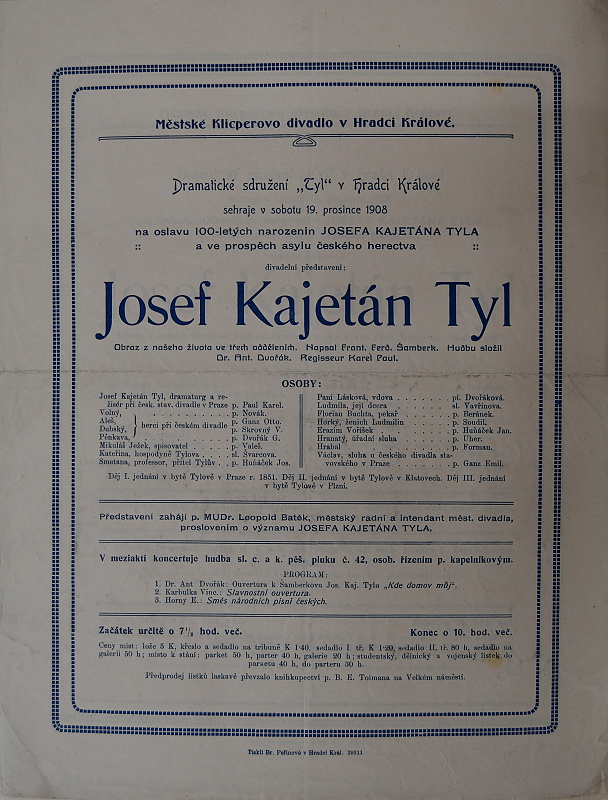 Městské Klicperovo divadlo v Hradci Králové.
Dramatické sdružení „Tyl“ v Hradci Králové
sehraje v sobotu 19. prosince 1908
na oslavu 100-letých narozenin JOSEFA KAJETÁNA TYLA
:: a ve prospěch asylu českého herectva ::
divadelní představení:
Josef Kajetán Tyl
Obraz z našeho života ve třech odděleních. Napsal Frant. Ferd. Šamberk. Hudbu složil
Dr. Ant. Dvořák. Regisseur Karel Paul.
OSOBY:
Josef Kajetán Tyl, dramaturg a re-
žisér při česk. stav. divadle v Praze p. Paul Karel.
Volný, . . . . . . . . . . . p. Novák.
Aleš, p. Ganz Otto.
Dubský, } herci při českém divadle p. Skrovný V.
Pěnkava, p. Dvořák G.
Mikuláš Ježek, spisovatel . . . . p. Valeš.
Kateřina, hospodyně Tylova . . . sl. Švarcova.
Smetana, professor, přítel Tylův . . p. Huňáček Jos.
Paní Lásková, vdova . . . . . . . pí. Dvořáková.
Ludmila, její dcera . . . . . . . sl. Vavřinova.
Florian Buchta, pekař . . . . . . p. Beránek.
Horký, ženich Ludmily . . . . . . p. Soudil.
Erazim Voříšek . . . . . . . . p. Huňáček Jan.
Hranatý, úřadní sluha . . . . . . p. Uher.
Hrabal . . . . . . . . . . . p. Forman.
Václav, sluha u českého divadla sta-
vovského v Praze . . . . . . . p. Ganz Emil.
Děj I. jednání v bytě Tylově v Praze r. 1851. Děj II. jednání v bytě Tylově v Klatovech. Děj III. jednání
v bytě Tylově v Plzni.
Představení zahájí p. MUDr. Leopold Batěk, městský radní a intendant měst. divadla,
proslovením o významu JOSEFA KAJETÁNA TYLA.
V meziaktí koncertuje hudba sl. c. a k. pěš. pluku č. 42, osob. řízením p. kapelníkovým.
PROGRAM:
1. Dr. Ant Dvořák: Ouvertura k Šamberkovu Jos. Kaj. Tylu „Kde domov můj“.
2. Karbulka Vinc.: Slavnostní ouvertura.
3. Horný E.: Směs národních písní českých.
Začátek určitě o 7 1/2 hod. več. Konec o 10. hod. več.
Ceny míst: lože 5 K, křeslo a sedadlo na tribuně K 1·40, sedadlo I. tř. K 1·20, sedadlo II. tř. 80 h, sedadlo na
galerii 50 h; místo k stání: parket 50 h, parter 40 h, galerie 20 h; studentský, dělnický a vojenský lístek do
parketu 40 h, do parteru 30 h.
Předprodej lístků laskavě převzalo knihkupectví p. B. E. Tolmana na Velkém náměstí.
Tiskli Br. Peřinové v Hradci Král. 20311